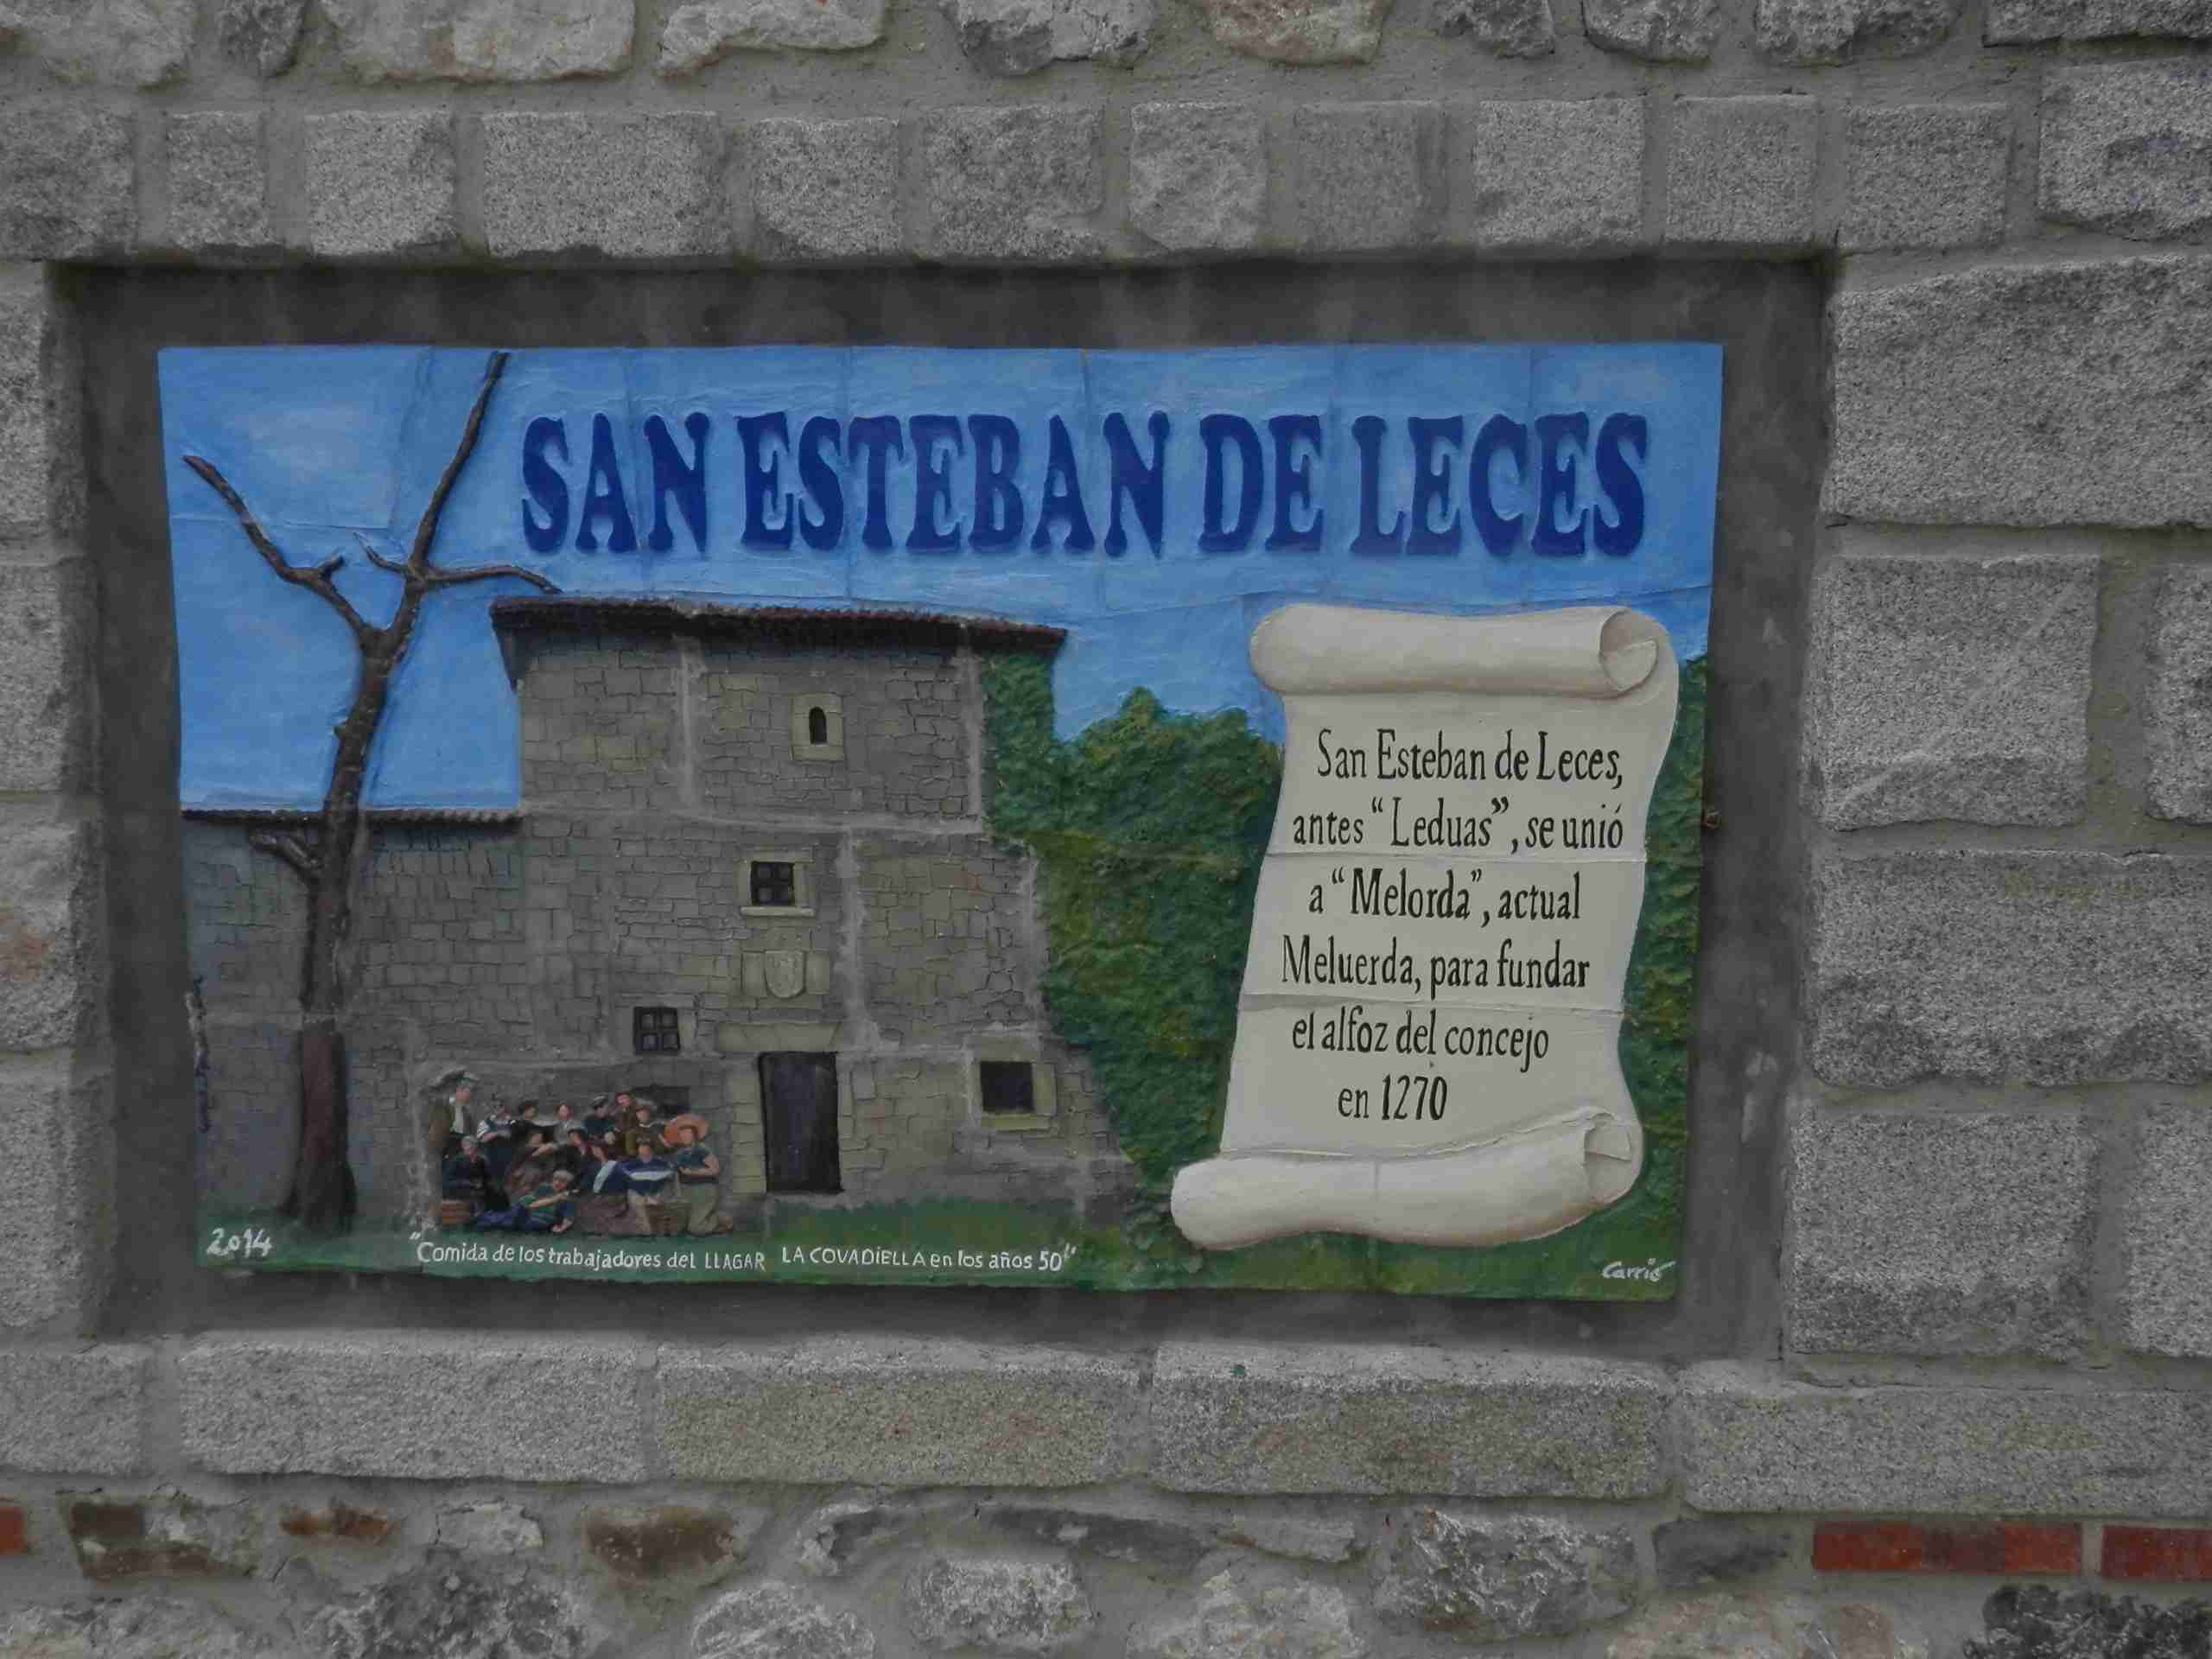 SAN ESTEBAN DE LECES
San Esteban de Leces,
antes “Leduas”, se unió
a “Melorda”, actual
Meluerda, para fundar
el alfoz del concejo
en 1270
2014
"Comida de los trabajadores del LLAGAR LA COVADIELLA en los años 50"
Carrió